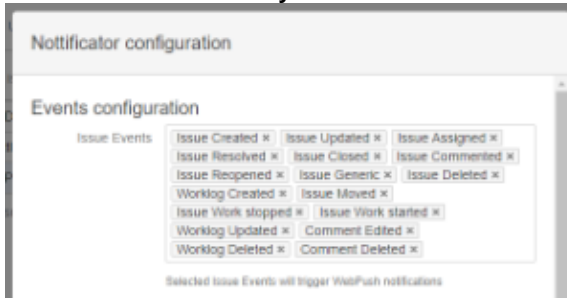 Nottificator configuration
Events configuration
Issue Events
Issue Created × Issue Updated × Issue Assigned ×
Issue Resolved × Issue Closed × Issue Commented ×
Issue Reopened × Issue Generic × Issue Deleted ×
Worklog Created × Issue Moved ×
Issue Work stopped × Issue Work started ×
Worklog Updated × Comment Edited ×
Worklog Deleted × Comment Deleted ×
Selected Issue Events will trigger WebPush notifications